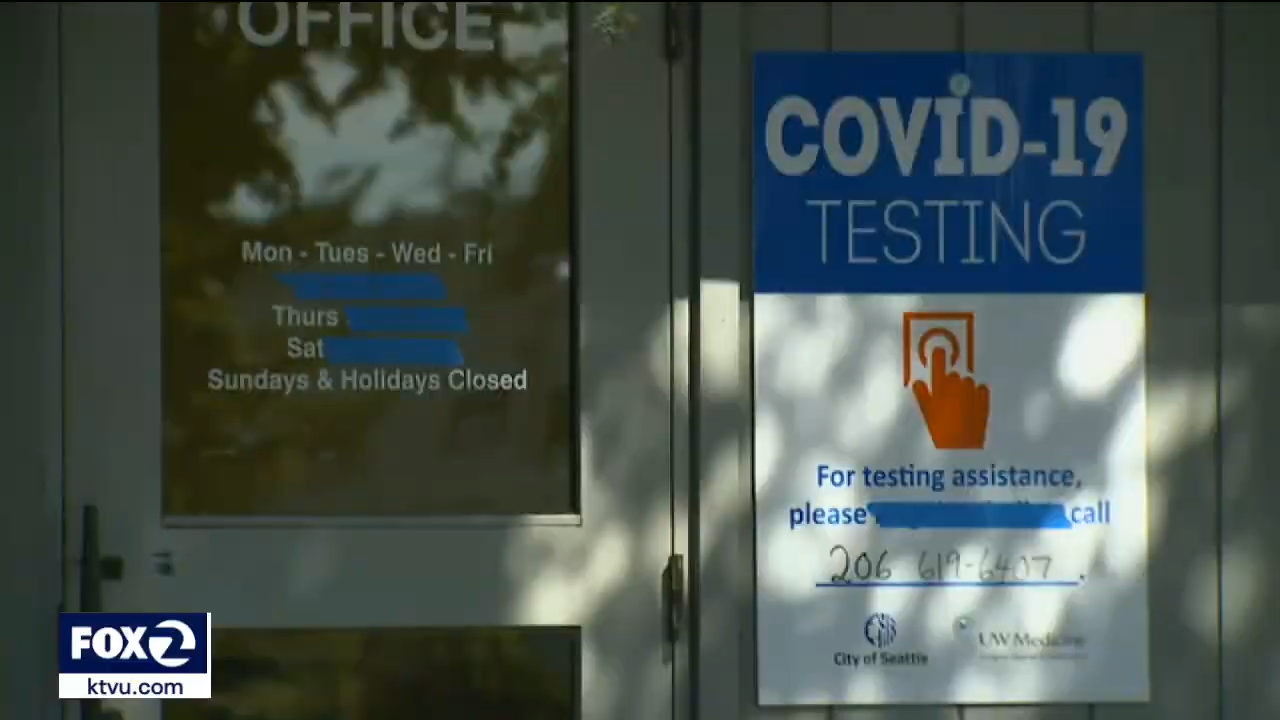 OFFICE
Mon - Tues - Wed - Fri
Thurs
Sat
Sundays & Holidays Closed
COVID-19
TESTING
For testing assistance,
please call
206 619-6407.
City of Seattle
UW Medicine
FOX 2
ktvu.com